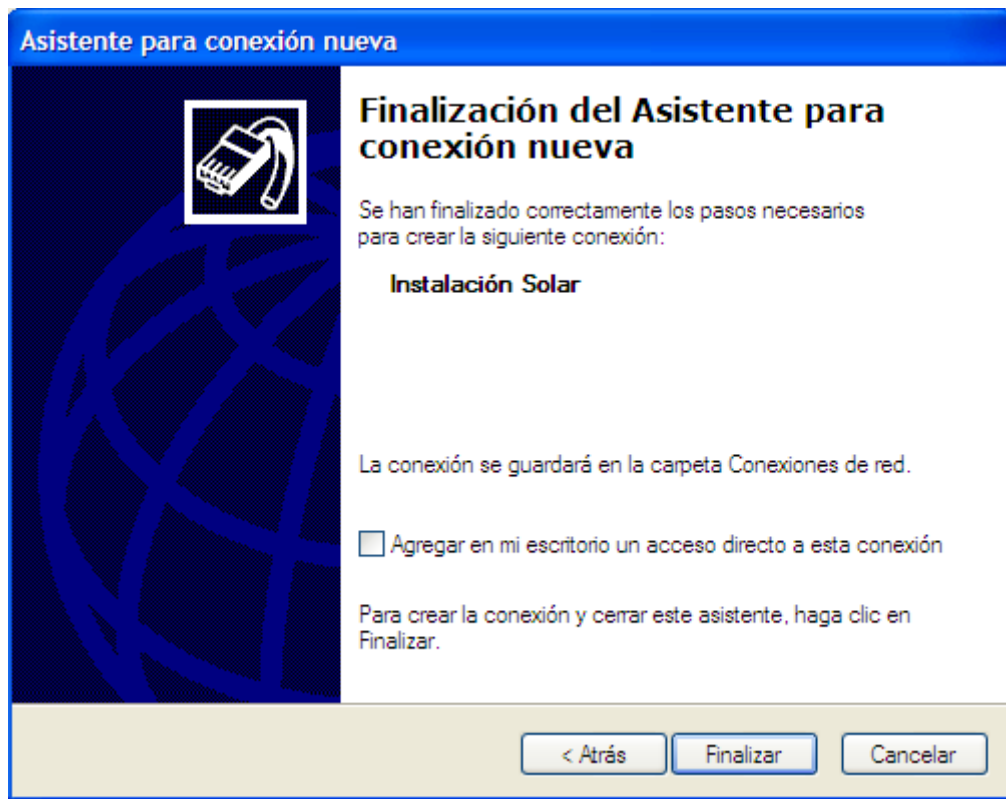 Asistente para conexión nueva
Finalización del Asistente para
conexión nueva
Se han finalizado correctamente los pasos necesarios
para crear la siguiente conexión:
Instalación Solar
La conexión se guardará en la carpeta Conexiones de red.
Agregar en mi escritorio un acceso directo a esta conexión
Para crear la conexión y cerrar este asistente, haga clic en
Finalizar.
< Atrás Finalizar Cancelar